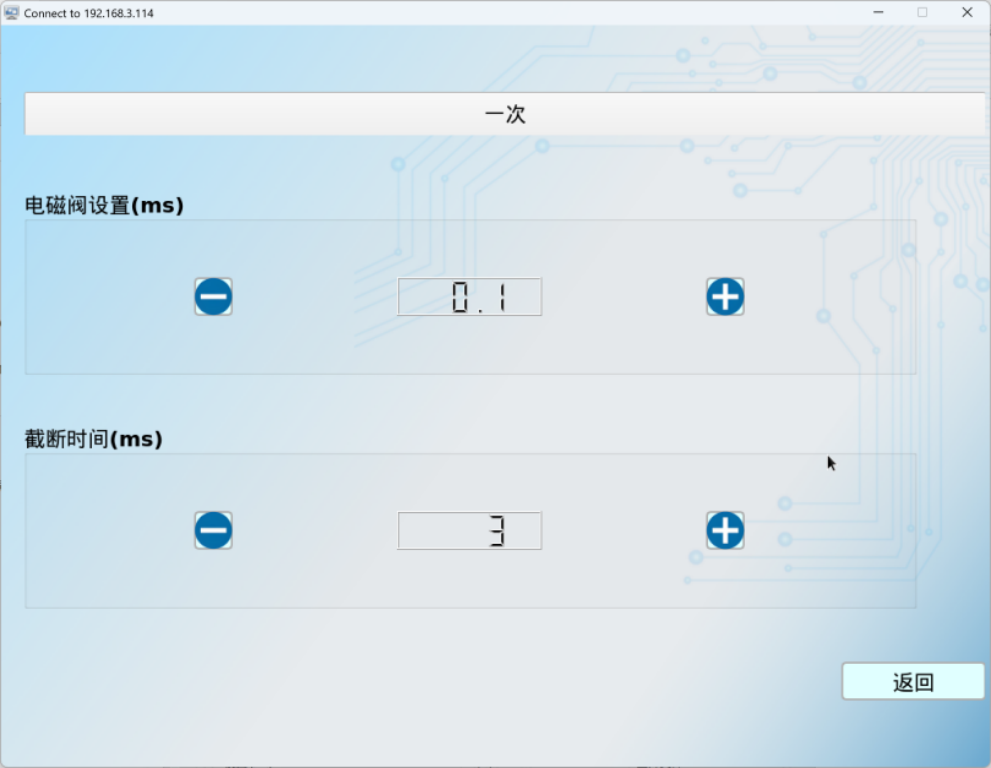 Connect to 192.168.3.114
一次
电磁阀设置(ms)
0.1
截断时间(ms)
3
返回